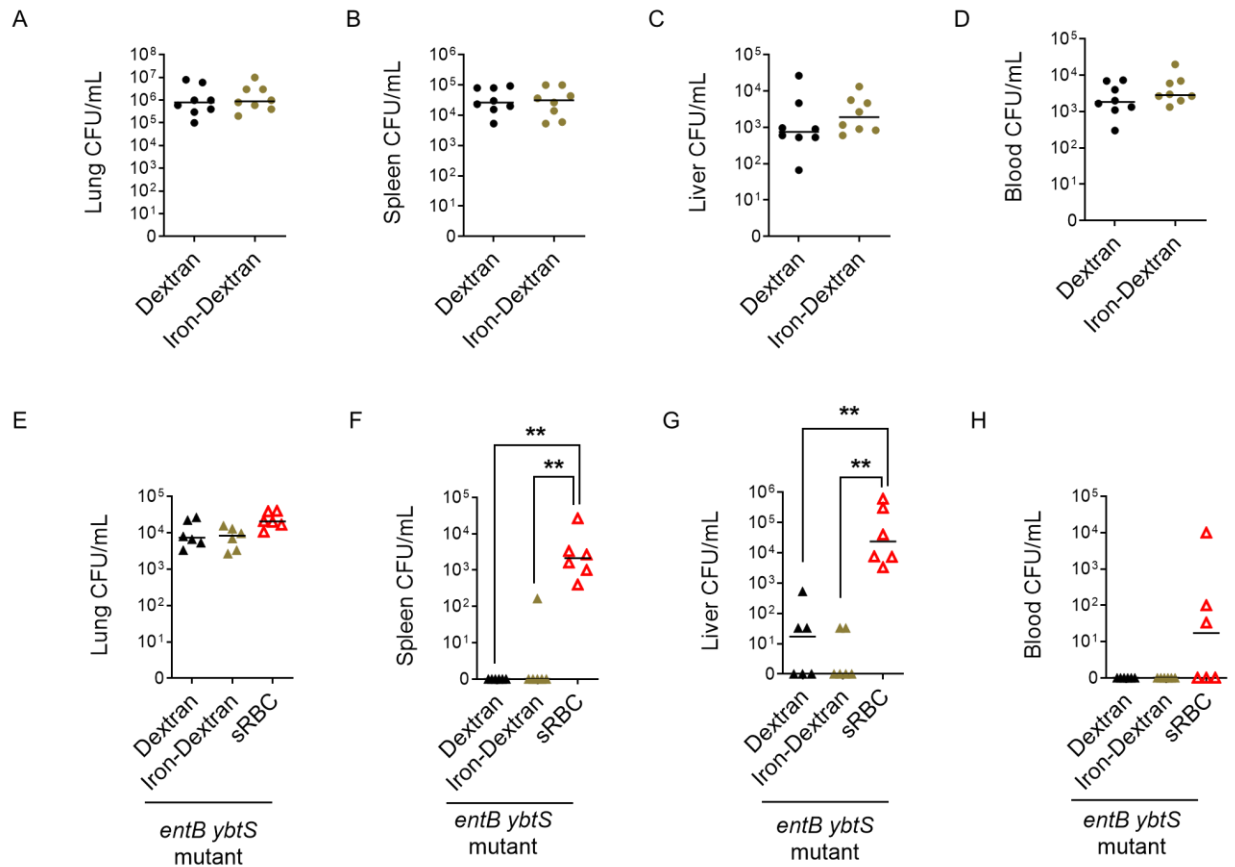 A
B
C
D
Lung CFU/mL
10⁸
10⁷
10⁶
10⁵
10⁴
10³
10²
10¹
0
Dextran
Iron-Dextran
Spleen CFU/mL
10⁶
10⁵
10⁴
10³
10²
10¹
0
Dextran
Iron-Dextran
Liver CFU/mL
10⁵
10⁴
10³
10²
10¹
0
Dextran
Iron-Dextran
Blood CFU/mL
10⁵
10⁴
10³
10²
10¹
0
Dextran
Iron-Dextran
E
F
G
H
Lung CFU/mL
10⁵
10⁴
10³
10²
10¹
0
Dextran
Iron-Dextran
sRBC
entB ybtS
mutant
**
**
Spleen CFU/mL
10⁵
10⁴
10³
10²
10¹
0
Dextran
Iron-Dextran
sRBC
entB ybtS
mutant
**
**
Liver CFU/mL
10⁶
10⁵
10⁴
10³
10²
10¹
0
Dextran
Iron-Dextran
sRBC
entB ybtS
mutant
Blood CFU/mL
10⁵
10⁴
10³
10²
10¹
0
Dextran
Iron-Dextran
sRBC
entB ybtS
mutant